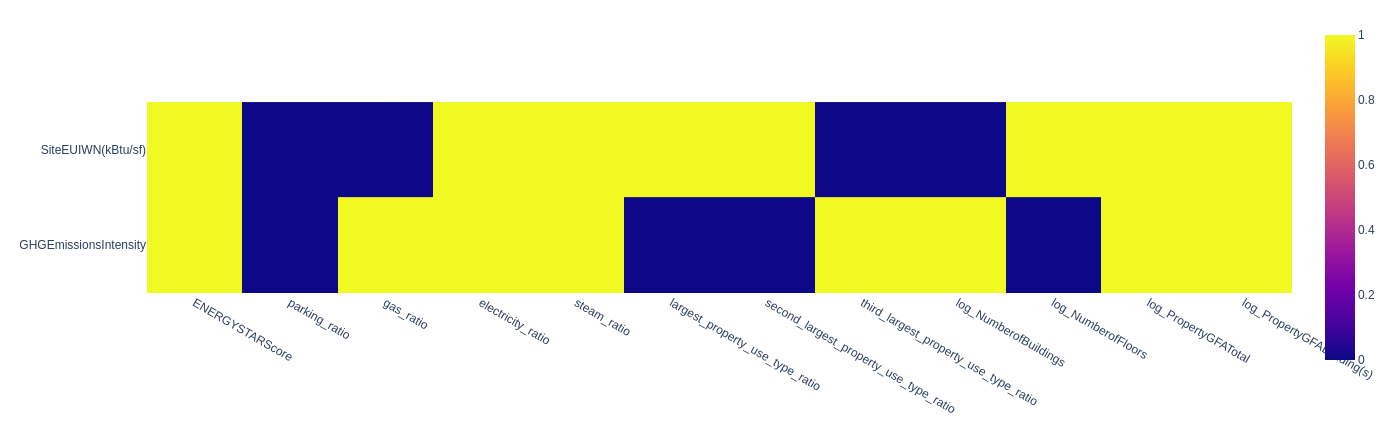 SiteEUIWN(kBtu/sf)
GHGEmissionsIntensity
ENERGYSTARScore
parking_ratio
gas_ratio
electricity_ratio
steam_ratio
largest_property_use_type_ratio
second_largest_property_use_type_ratio
third_largest_property_use_type_ratio
log_NumberofBuildings
log_NumberofFloors
log_PropertyGFATotal
log_PropertyGFABuilding(s)
1
0.8
0.6
0.4
0.2
0